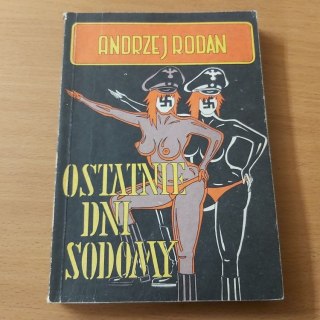 ANDRZEJ RODAN
OSTATNIE
DNI
SODOMY